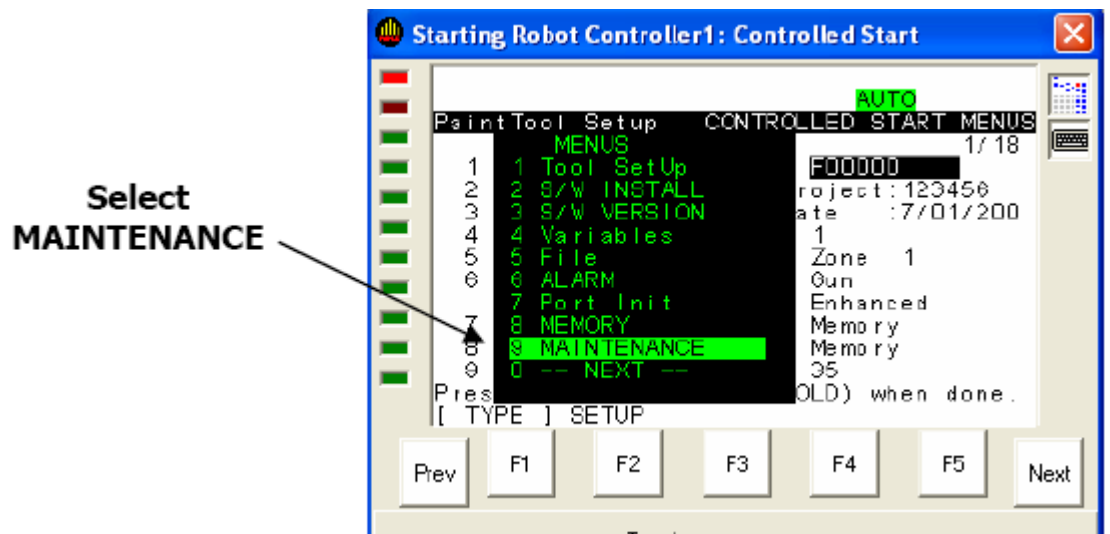 Starting Robot Controller1: Controlled Start
AUTO
PaintTool Setup CONTROLLED START MENUS
MENUS 1/18
1 1 Tool SetUp F00000
2 2 S/W INSTALL roject:123456
3 3 S/W VERSION ate :7/01/200
4 4 Variables 1
5 5 File Zone 1
6 6 ALARM Gun
7 Port Init Enhanced
7 8 MEMORY Memory
8 9 MAINTENANCE Memory
9 0 -- NEXT -- 35
Pres OLD) when done.
[ TYPE ] SETUP
Select
MAINTENANCE
Prev F1 F2 F3 F4 F5 Next